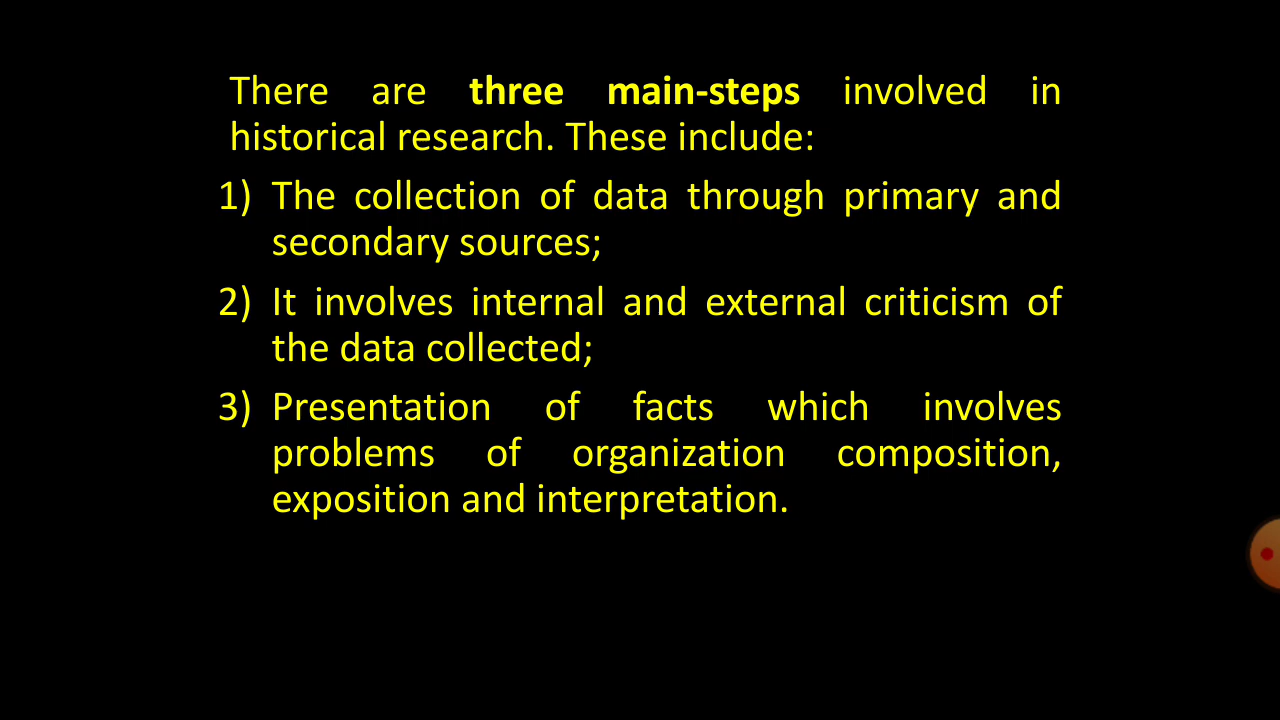 There are three main-steps involved in
historical research. These include:
1) The collection of data through primary and
secondary sources;
2) It involves internal and external criticism of
the data collected;
3) Presentation of facts which involves
problems of organization composition,
exposition and interpretation.